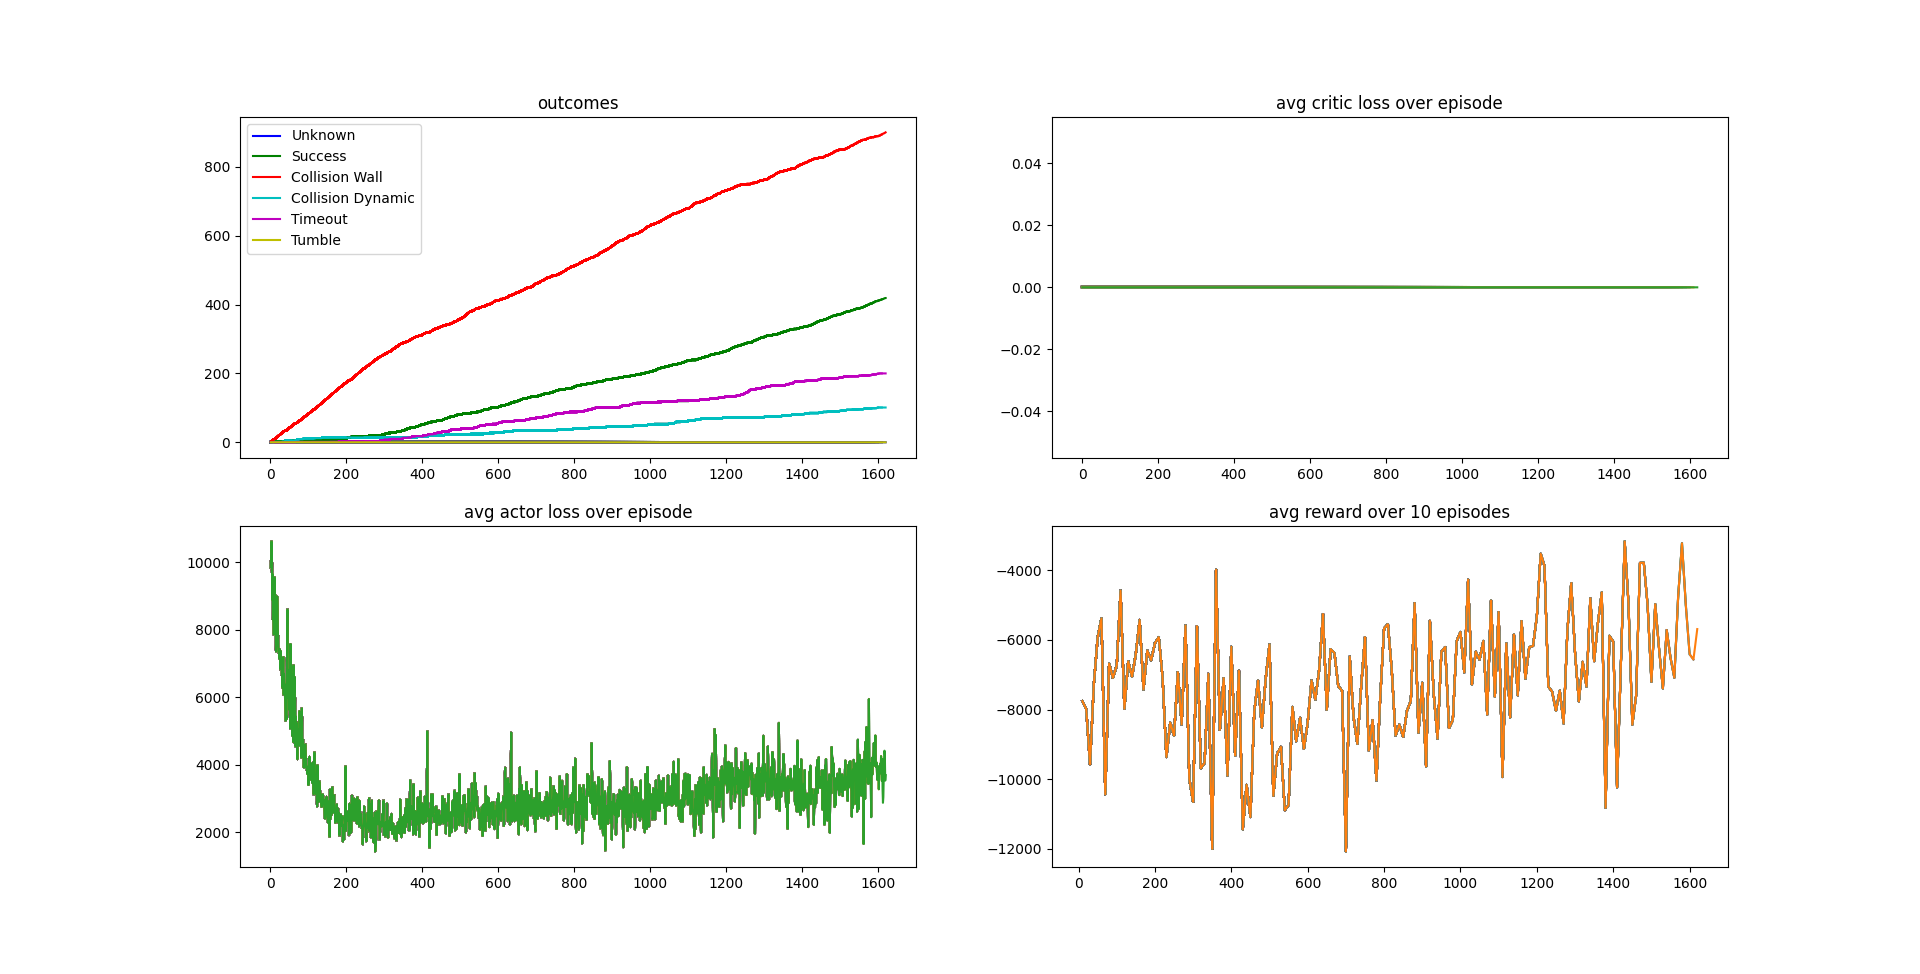 outcomes
Unknown
Success
Collision Wall
Collision Dynamic
Timeout
Tumble
800
600
400
200
0
0 200 400 600 800 1000 1200 1400 1600
avg critic loss over episode
0.04
0.02
0.00
−0.02
−0.04
0 200 400 600 800 1000 1200 1400 1600
avg actor loss over episode
10000
8000
6000
4000
2000
0 200 400 600 800 1000 1200 1400 1600
avg reward over 10 episodes
−4000
−6000
−8000
−10000
−12000
0 200 400 600 800 1000 1200 1400 1600